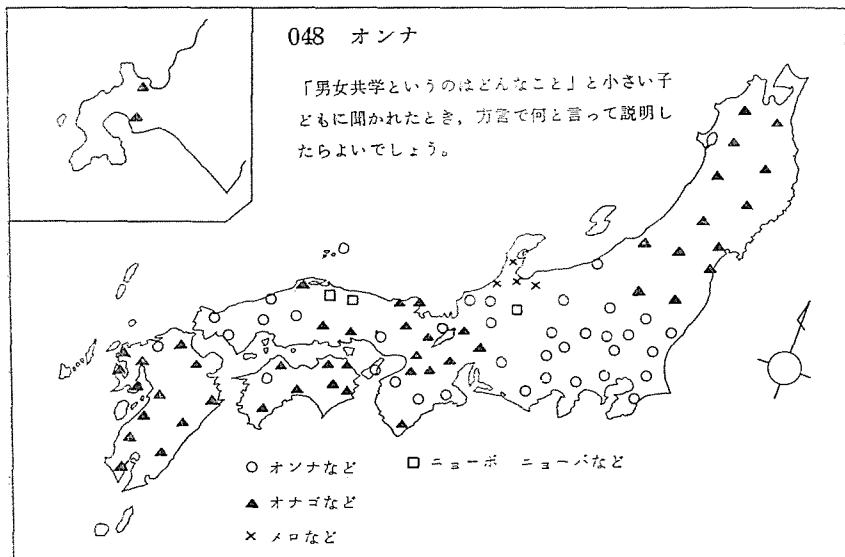 048 オンナ
「男女共学というのはどんなこと」と小さい子
どもに聞かれたとき，方言で何と言って説明し
たらよいでしょう。
○ オンナなど
□ ニョーボ ニョーバなど
▲ オナゴなど
× メロなど